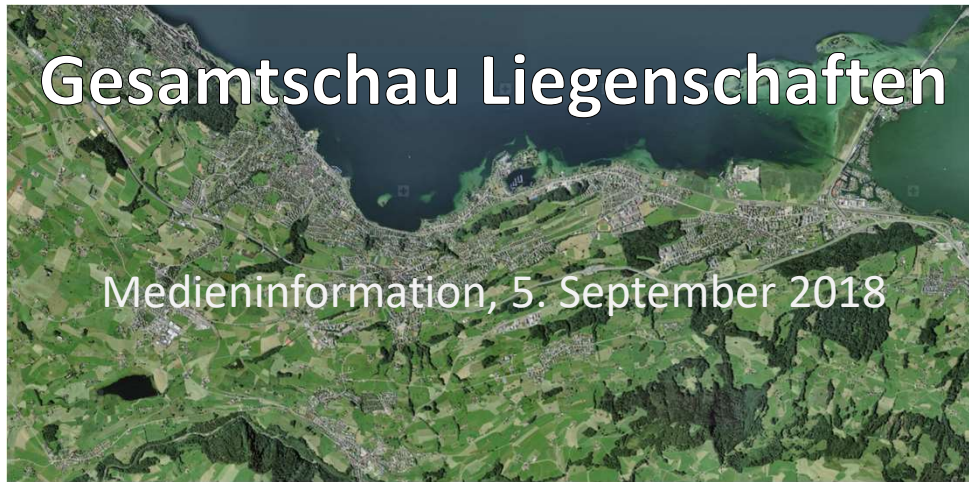 Gesamtschau Liegenschaften
Medieninformation, 5. September 2018